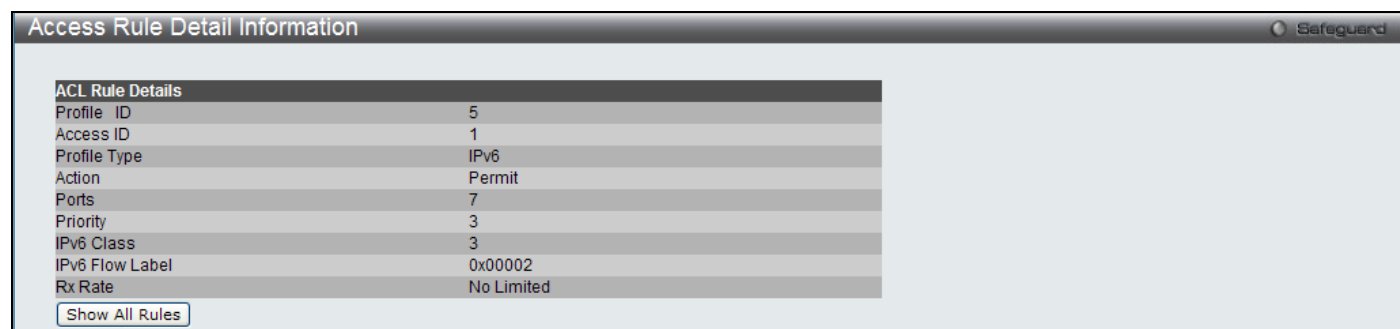 Access Rule Detail Information
Safeguard
ACL Rule Details
Profile ID 5
Access ID 1
Profile Type IPv6
Action Permit
Ports 7
Priority 3
IPv6 Class 3
IPv6 Flow Label 0x00002
Rx Rate No Limited
Show All Rules